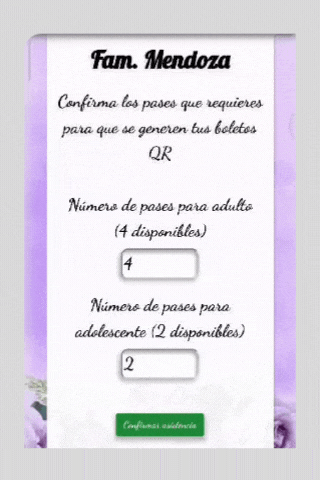 Fam. Mendoza
Confirma los pases que requieres
para que se generen tus boletos
QR
Número de pases para adulto
(4 disponibles)
4
Número de pases para
adolescente (2 disponibles)
2
Confirmar asistencia